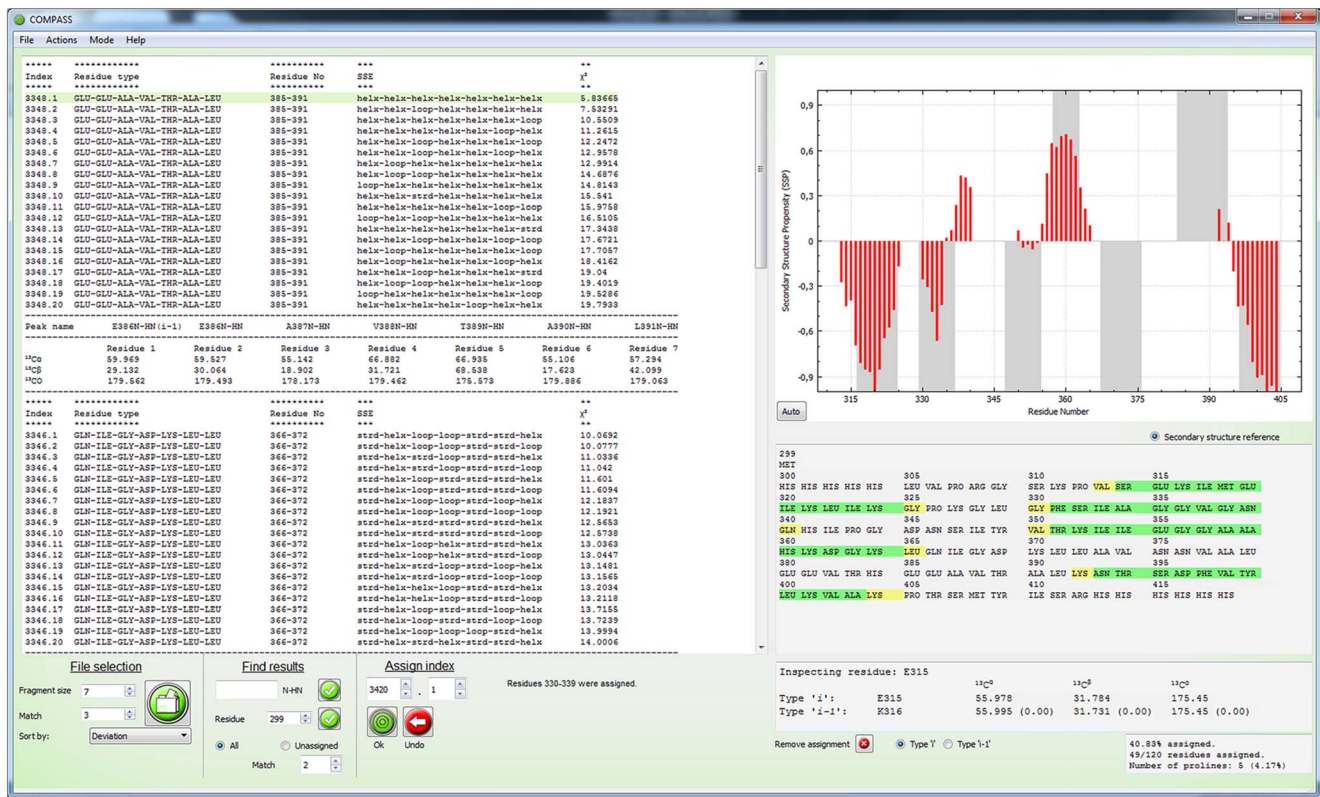 COMPASS
File Actions Mode Help
***** ************ ********** *** **
Index Residue type Residue No SSE χ²
***** ************ ********** *** **
3348.1 GLU-GLU-ALA-VAL-THR-ALA-LEU 385-391 helx-helx-helx-helx-helx-helx-helx 5.83665
3348.2 GLU-GLU-ALA-VAL-THR-ALA-LEU 385-391 helx-helx-loop-helx-helx-helx-helx 7.53291
3348.3 GLU-GLU-ALA-VAL-THR-ALA-LEU 385-391 helx-helx-helx-helx-helx-helx-loop 10.5509
3348.4 GLU-GLU-ALA-VAL-THR-ALA-LEU 385-391 helx-helx-helx-helx-helx-loop-helx 11.2615
3348.5 GLU-GLU-ALA-VAL-THR-ALA-LEU 385-391 helx-helx-loop-helx-helx-helx-loop 12.2472
3348.6 GLU-GLU-ALA-VAL-THR-ALA-LEU 385-391 helx-helx-loop-helx-helx-loop-helx 12.9578
3348.7 GLU-GLU-ALA-VAL-THR-ALA-LEU 385-391 helx-loop-helx-helx-helx-helx-helx 12.9914
3348.8 GLU-GLU-ALA-VAL-THR-ALA-LEU 385-391 helx-loop-loop-helx-helx-helx-helx 14.6876
3348.9 GLU-GLU-ALA-VAL-THR-ALA-LEU 385-391 loop-helx-helx-helx-helx-helx-helx 14.8143
3348.10 GLU-GLU-ALA-VAL-THR-ALA-LEU 385-391 helx-helx-strd-helx-helx-helx-helx 15.541
3348.11 GLU-GLU-ALA-VAL-THR-ALA-LEU 385-391 helx-helx-helx-helx-helx-loop-loop 15.9758
3348.12 GLU-GLU-ALA-VAL-THR-ALA-LEU 385-391 loop-helx-loop-helx-helx-helx-helx 16.5105
3348.13 GLU-GLU-ALA-VAL-THR-ALA-LEU 385-391 helx-helx-helx-helx-helx-helx-strd 17.3438
3348.14 GLU-GLU-ALA-VAL-THR-ALA-LEU 385-391 helx-helx-loop-helx-helx-loop-loop 17.6721
3348.15 GLU-GLU-ALA-VAL-THR-ALA-LEU 385-391 helx-loop-helx-helx-helx-helx-loop 17.7057
3348.16 GLU-GLU-ALA-VAL-THR-ALA-LEU 385-391 helx-loop-helx-helx-helx-loop-helx 18.4162
3348.17 GLU-GLU-ALA-VAL-THR-ALA-LEU 385-391 helx-helx-loop-helx-helx-helx-strd 19.04
3348.18 GLU-GLU-ALA-VAL-THR-ALA-LEU 385-391 helx-loop-loop-helx-helx-helx-loop 19.4019
3348.19 GLU-GLU-ALA-VAL-THR-ALA-LEU 385-391 loop-helx-helx-helx-helx-helx-loop 19.5286
3348.20 GLU-GLU-ALA-VAL-THR-ALA-LEU 385-391 helx-helx-helx-loop-helx-helx-helx 19.7933
Peak name E386N-HN(i-1) E386N-HN A387N-HN V388N-HN T389N-HN A390N-HN L391N-HN
Residue 1 Residue 2 Residue 3 Residue 4 Residue 5 Residue 6 Residue 7
¹³Cα 59.969 59.527 55.142 66.882 66.935 55.106 57.294
¹³Cβ 29.132 30.064 18.902 31.721 68.538 17.623 42.099
¹³CO 179.562 179.493 178.173 179.462 175.573 179.886 179.063
***** ************ ********** *** **
Index Residue type Residue No SSE χ²
***** ************ ********** *** **
3346.1 GLN-ILE-GLY-ASP-LYS-LEU-LEU 366-372 strd-helx-loop-loop-strd-strd-helx 10.0692
3346.2 GLN-ILE-GLY-ASP-LYS-LEU-LEU 366-372 strd-helx-loop-loop-strd-strd-loop 10.0777
3346.3 GLN-ILE-GLY-ASP-LYS-LEU-LEU 366-372 strd-helx-strd-loop-strd-strd-helx 11.0336
3346.4 GLN-ILE-GLY-ASP-LYS-LEU-LEU 366-372 strd-helx-strd-loop-strd-strd-loop 11.042
3346.5 GLN-ILE-GLY-ASP-LYS-LEU-LEU 366-372 strd-helx-loop-loop-loop-strd-helx 11.601
3346.6 GLN-ILE-GLY-ASP-LYS-LEU-LEU 366-372 strd-helx-loop-loop-loop-strd-loop 11.6094
3346.7 GLN-ILE-GLY-ASP-LYS-LEU-LEU 366-372 strd-helx-loop-helx-strd-strd-helx 12.1837
3346.8 GLN-ILE-GLY-ASP-LYS-LEU-LEU 366-372 strd-helx-loop-helx-strd-strd-loop 12.1921
3346.9 GLN-ILE-GLY-ASP-LYS-LEU-LEU 366-372 strd-helx-strd-loop-loop-strd-helx 12.5653
3346.10 GLN-ILE-GLY-ASP-LYS-LEU-LEU 366-372 strd-helx-strd-loop-loop-strd-loop 12.5738
3346.11 GLN-ILE-GLY-ASP-LYS-LEU-LEU 366-372 strd-helx-loop-strd-strd-strd-helx 13.0363
3346.12 GLN-ILE-GLY-ASP-LYS-LEU-LEU 366-372 strd-helx-loop-strd-strd-strd-loop 13.0447
3346.13 GLN-ILE-GLY-ASP-LYS-LEU-LEU 366-372 strd-helx-strd-helx-strd-strd-helx 13.1481
3346.14 GLN-ILE-GLY-ASP-LYS-LEU-LEU 366-372 strd-helx-strd-helx-strd-strd-loop 13.1565
3346.15 GLN-ILE-GLY-ASP-LYS-LEU-LEU 366-372 strd-helx-loop-loop-strd-loop-helx 13.2034
3346.16 GLN-ILE-GLY-ASP-LYS-LEU-LEU 366-372 strd-helx-loop-loop-strd-loop-loop 13.2118
3346.17 GLN-ILE-GLY-ASP-LYS-LEU-LEU 366-372 strd-helx-loop-helx-loop-strd-helx 13.7155
3346.18 GLN-ILE-GLY-ASP-LYS-LEU-LEU 366-372 strd-helx-loop-helx-loop-strd-loop 13.7239
3346.19 GLN-ILE-GLY-ASP-LYS-LEU-LEU 366-372 strd-helx-strd-strd-strd-strd-helx 13.9994
3346.20 GLN-ILE-GLY-ASP-LYS-LEU-LEU 366-372 strd-helx-strd-helx-strd-strd-loop 14.0006
Secondary Structure Propensity (SSP)
0,9
0,6
0,3
0
-0,3
-0,6
-0,9
315 330 345 360 375 390 405
Residue Number
Auto
Secondary structure reference
299
MET
300 305 310 315
HIS HIS HIS HIS HIS LEU VAL PRO ARG GLY SER LYS PRO VAL SER GLU LYS ILE MET GLU
320 325 330 335
ILE LYS LEU ILE LYS GLY PRO LYS GLY LEU GLY PHE SER ILE ALA GLY GLY VAL GLY ASN
340 345 350 355
GLN HIS ILE PRO GLY ASP ASN SER ILE TYR VAL THR LYS ILE ILE GLU GLY GLY ALA ALA
360 365 370 375
HIS LYS ASP GLY LYS LEU GLN ILE GLY ASP LYS LEU LEU ALA VAL ASN ASN VAL ALA LEU
380 385 390 395
GLU GLU VAL THR HIS GLU GLU ALA VAL THR ALA LEU LYS ASN THR SER ASP PHE VAL TYR
400 405 410 415
LEU LYS VAL ALA LYS PRO THR SER MET TYR ILE SER ARG HIS HIS HIS HIS HIS HIS
File selection
Fragment size 7
Match 3
Sort by: Deviation
Find results
N-HN
Residue 299
All Unassigned
Match 2
Assign index
3420 . 1
Ok Undo
Residues 330-339 were assigned.
Inspecting residue: E315
¹³Cᵅ ¹³Cᵝ ¹³C⁰
Type 'i': E315 55.978 31.784 175.45
Type 'i-1': K316 55.995 (0.00) 31.731 (0.00) 175.45 (0.00)
Remove assignment Type 'i' Type 'i-1'
40.83% assigned.
49/120 residues assigned.
Number of prolines: 5 (4.17%)